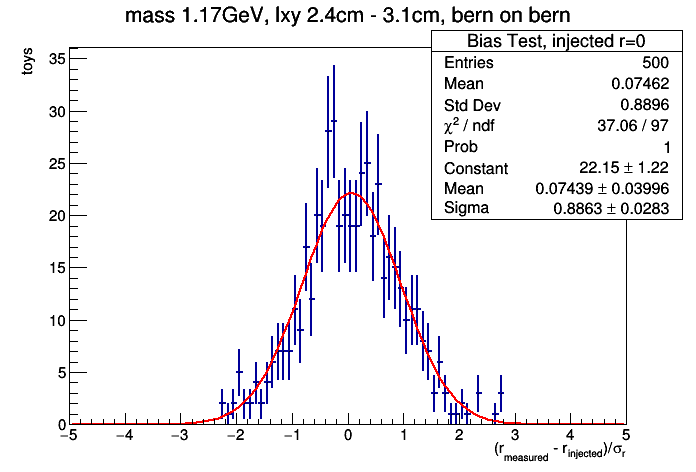 mass 1.17GeV, lxy 2.4cm - 3.1cm, bern on bern
Bias Test, injected r=0
Entries 500
Mean 0.07462
Std Dev 0.8896
χ² / ndf 37.06 / 97
Prob 1
Constant 22.15 ± 1.22
Mean 0.07439 ± 0.03996
Sigma 0.8863 ± 0.0283
toys
35
30
25
20
15
10
5
0
−5 −4 −3 −2 −1 0 1 2 3 4 5
(r_measured - r_injected)/σ_r